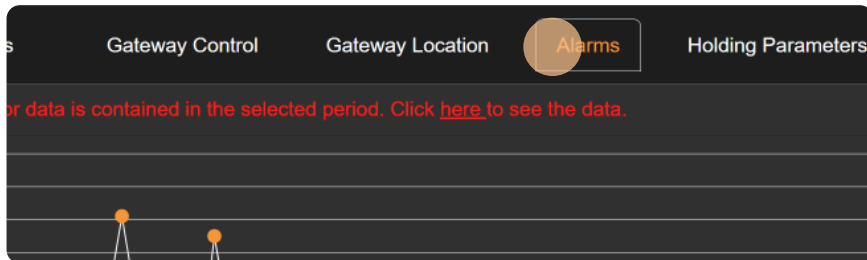 s Gateway Control Gateway Location Alarms Holding Parameters
or data is contained in the selected period. Click here to see the data.